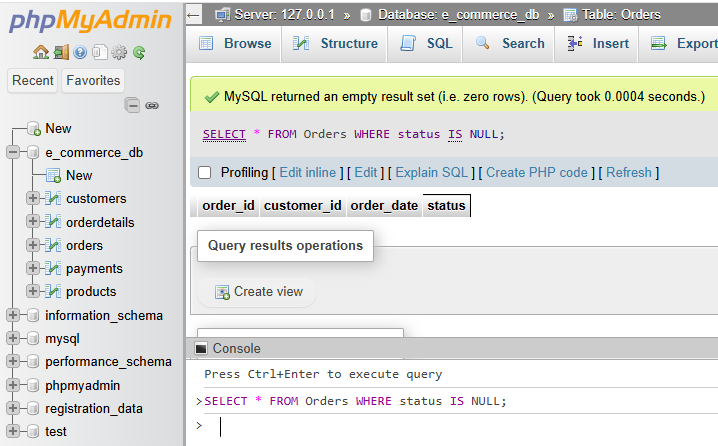 phpMyAdmin
Recent Favorites
New
e_commerce_db
New
customers
orderdetails
orders
payments
products
information_schema
mysql
performance_schema
phpmyadmin
registration_data
test
Server: 127.0.0.1 » Database: e_commerce_db » Table: Orders
Browse Structure SQL Search Insert Export
MySQL returned an empty result set (i.e. zero rows). (Query took 0.0004 seconds.)
SELECT * FROM Orders WHERE status IS NULL;
Profiling [ Edit inline ] [ Edit ] [ Explain SQL ] [ Create PHP code ] [ Refresh ]
order_id customer_id order_date status
Query results operations
Create view
Console
Press Ctrl+Enter to execute query
>SELECT * FROM Orders WHERE status IS NULL;
>